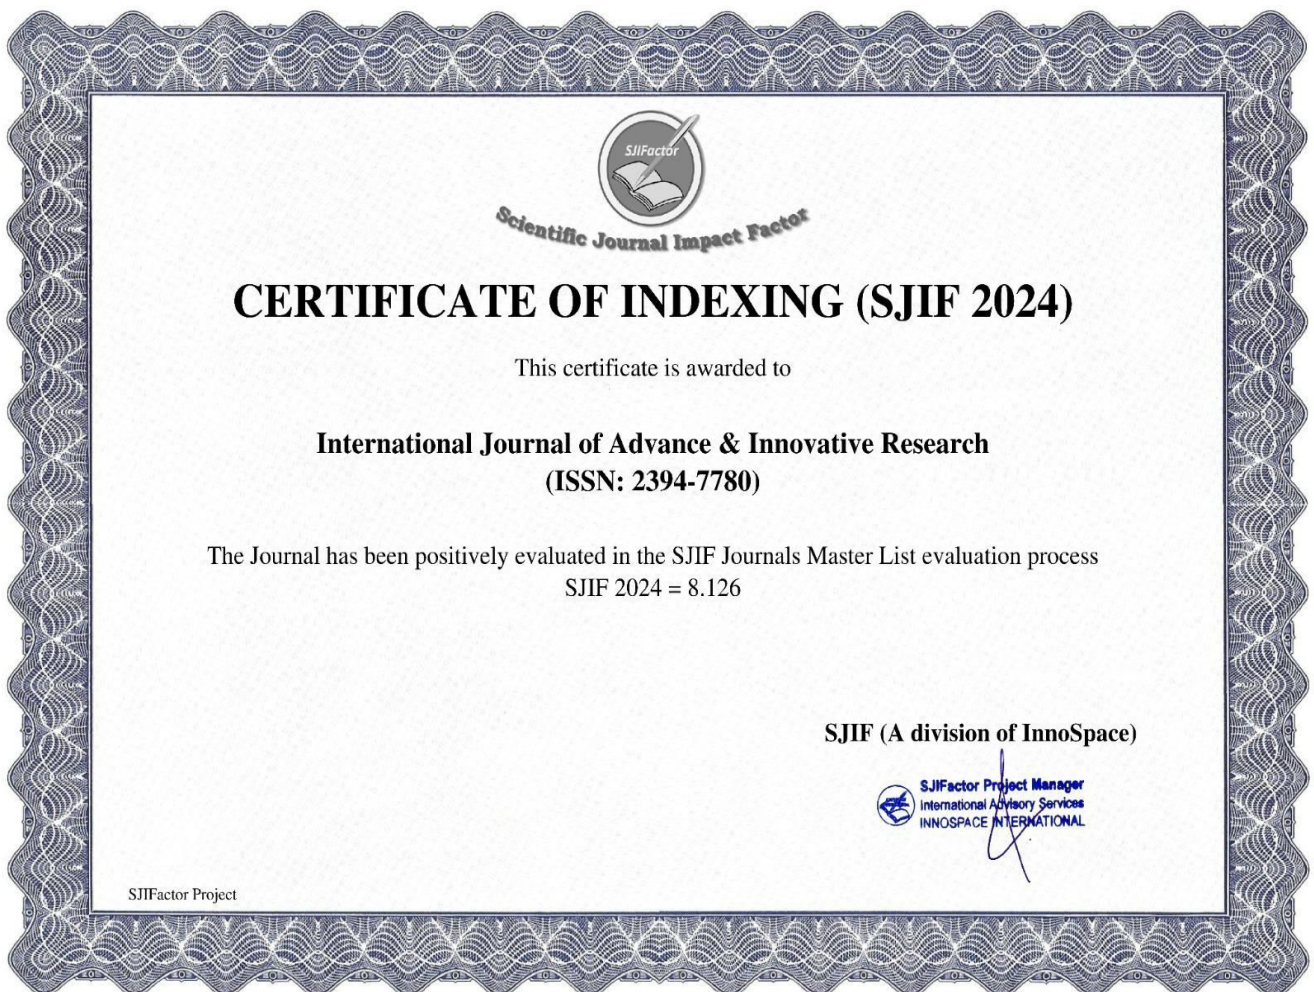 SJIFactor
Scientific Journal Impact Factor
CERTIFICATE OF INDEXING (SJIF 2024)
This certificate is awarded to
International Journal of Advance & Innovative Research
(ISSN: 2394-7780)
The Journal has been positively evaluated in the SJIF Journals Master List evaluation process
SJIF 2024 = 8.126
SJIF (A division of InnoSpace)
SJIFactor Project Manager
International Advisory Services
INNOSPACE INTERNATIONAL
SJIFactor Project